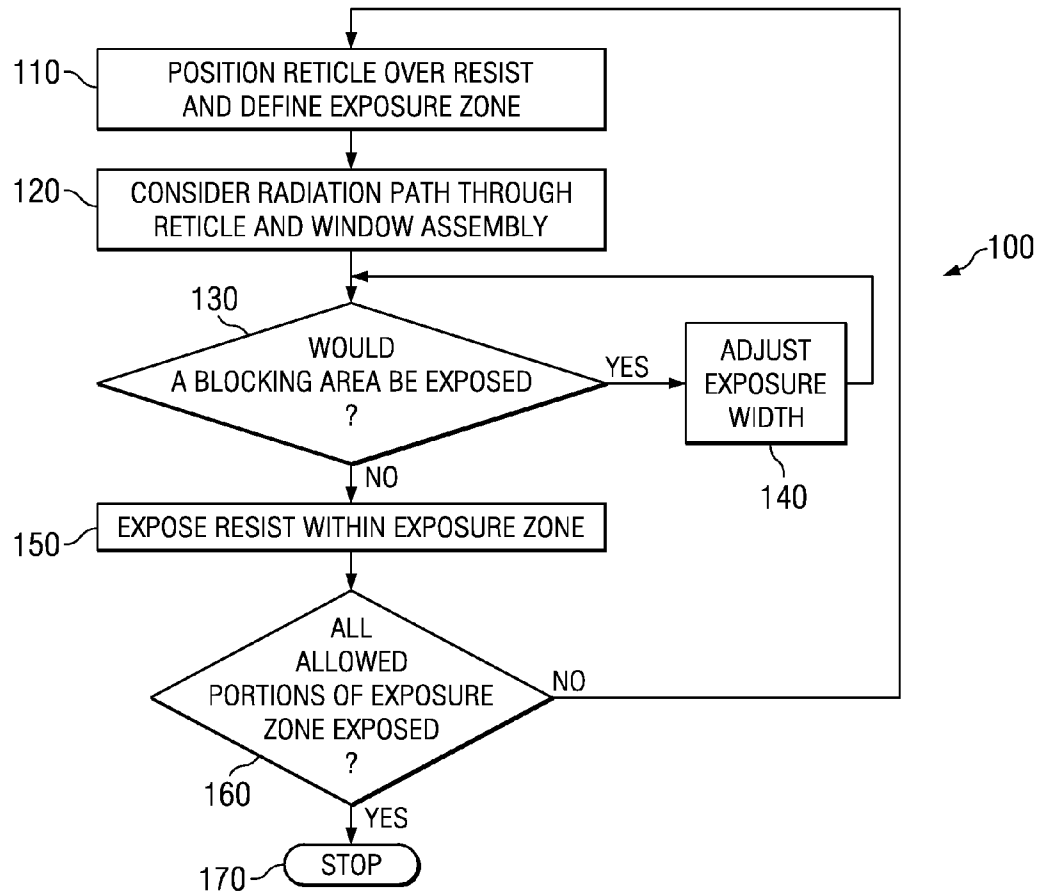 110
POSITION RETICLE OVER RESIST
AND DEFINE EXPOSURE ZONE
120
CONSIDER RADIATION PATH THROUGH
RETICLE AND WINDOW ASSEMBLY
100
130
WOULD
A BLOCKING AREA BE EXPOSED
?
YES
ADJUST
EXPOSURE
WIDTH
140
NO
150
EXPOSE RESIST WITHIN EXPOSURE ZONE
ALL
ALLOWED
PORTIONS OF EXPOSURE
ZONE EXPOSED
?
NO
160
YES
170
STOP